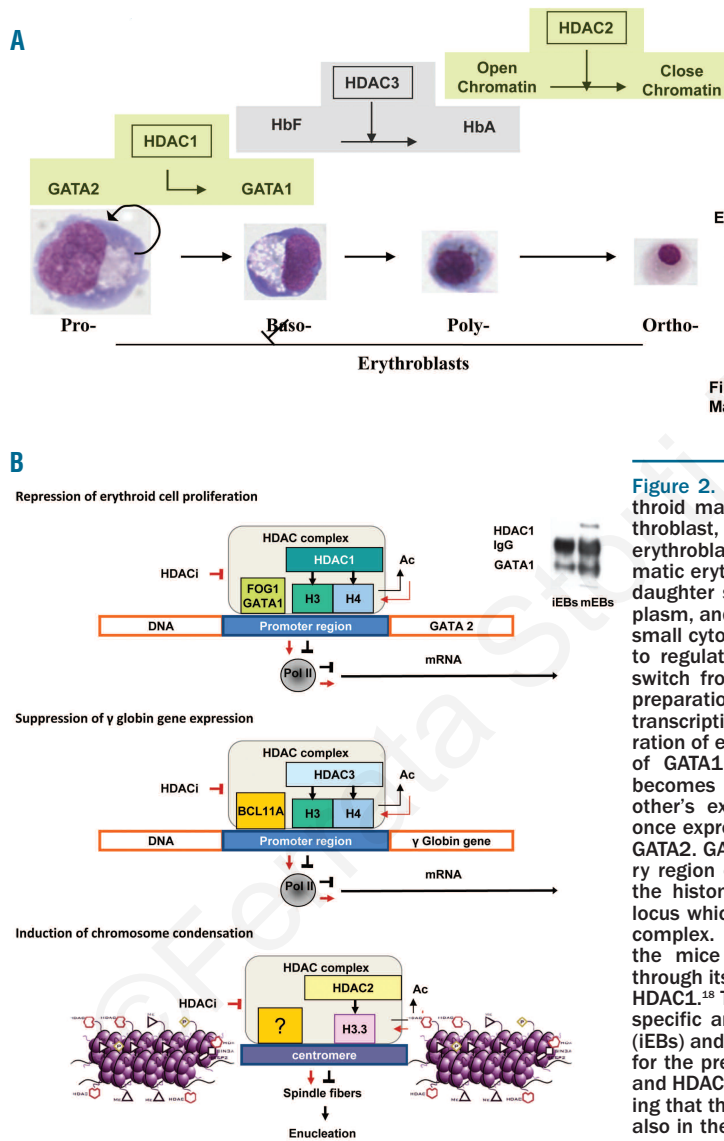 A
HDAC2
Open Chromatin
Close Chromatin
HDAC3
HbF
HbA
HDAC1
GATA2
GATA1
E
Pro-
Baso-
Poly-
Ortho-
Erythroblasts
Fi
Ma
B
Repression of erythroid cell proliferation
HDAC complex
HDAC1
HDACi
FOG1
GATA1
H3
H4
Ac
DNA
Promoter region
GATA 2
Pol II
mRNA
HDAC1
IgG
GATA1
iEBs mEBs
Suppression of γ globin gene expression
HDAC complex
HDAC3
HDACi
BCL11A
H3
H4
Ac
DNA
Promoter region
γ Globin gene
Pol II
mRNA
Induction of chromosome condensation
HDAC complex
HDAC2
HDACi
?
H3.3
Ac
centromere
Spindle fibers
Enucleation
Figure 2.
throid ma
throblast,
erythrobla
matic eryt
daughter s
plasm, and
small cyto
to regulat
switch fro
preparation
transcripti
ration of e
of GATA1
becomes
other's ex
once expre
GATA2. GA
ry region
the histor
locus whic
complex.
the mice
through its
HDAC1.¹⁸ T
specific ar
(iEBs) and
for the pre
and HDAC
ing that th
also in the